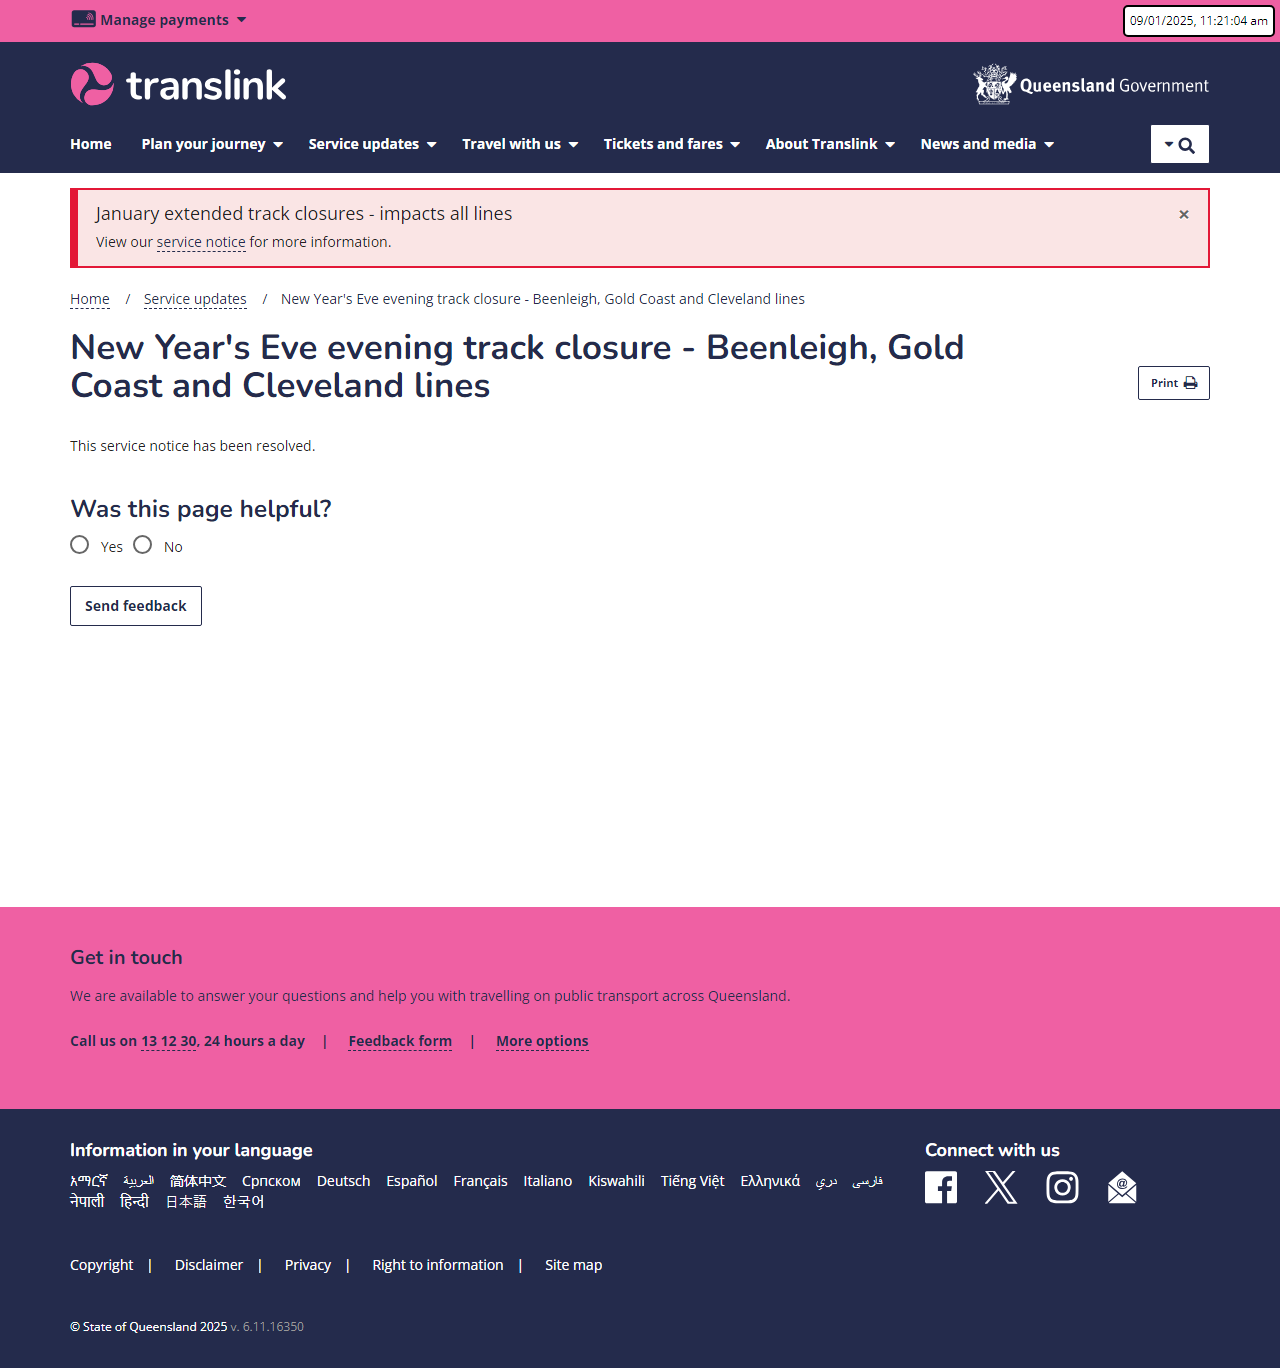 Manage payments
09/01/2025, 11:21:04 am
translink
Queensland Government
Home Plan your journey Service updates Travel with us Tickets and fares About Translink News and media
January extended track closures - impacts all lines
×
View our service notice for more information.
Home / Service updates / New Year's Eve evening track closure - Beenleigh, Gold Coast and Cleveland lines
New Year's Eve evening track closure - Beenleigh, Gold
Coast and Cleveland lines
Print
This service notice has been resolved.
Was this page helpful?
Yes No
Send feedback
Get in touch
We are available to answer your questions and help you with travelling on public transport across Queensland.
Call us on 13 12 30, 24 hours a day | Feedback form | More options
Information in your language
አማርኛ العربية 简体中文 Српском Deutsch Español Français Italiano Kiswahili Tiếng Việt Ελληνικά دري فارسی
नेपाली हिन्दी 日本語 한국어
Connect with us
Copyright | Disclaimer | Privacy | Right to information | Site map
© State of Queensland 2025 v. 6.11.16350